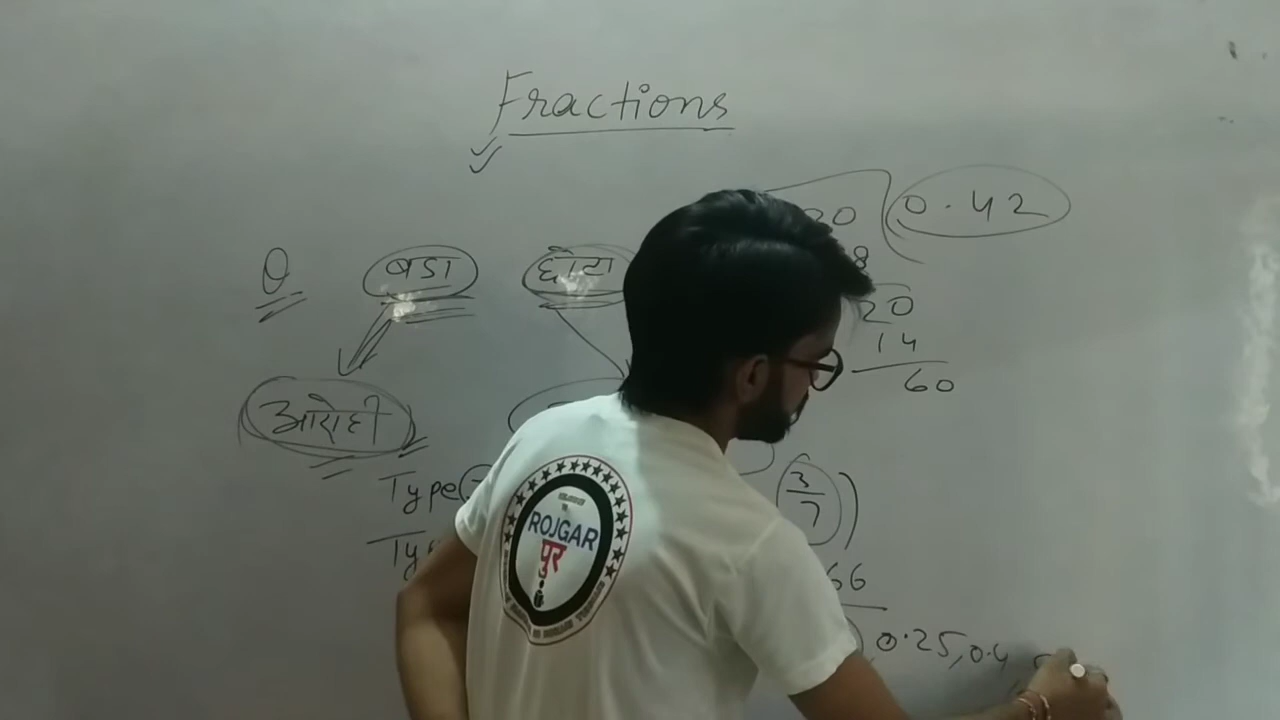 Fractions
20 0.42
Q बडा छोटा 8
20
14
60
आरोही
Type
3/7
66
0.25, 0.4
ROJGAR
पुर